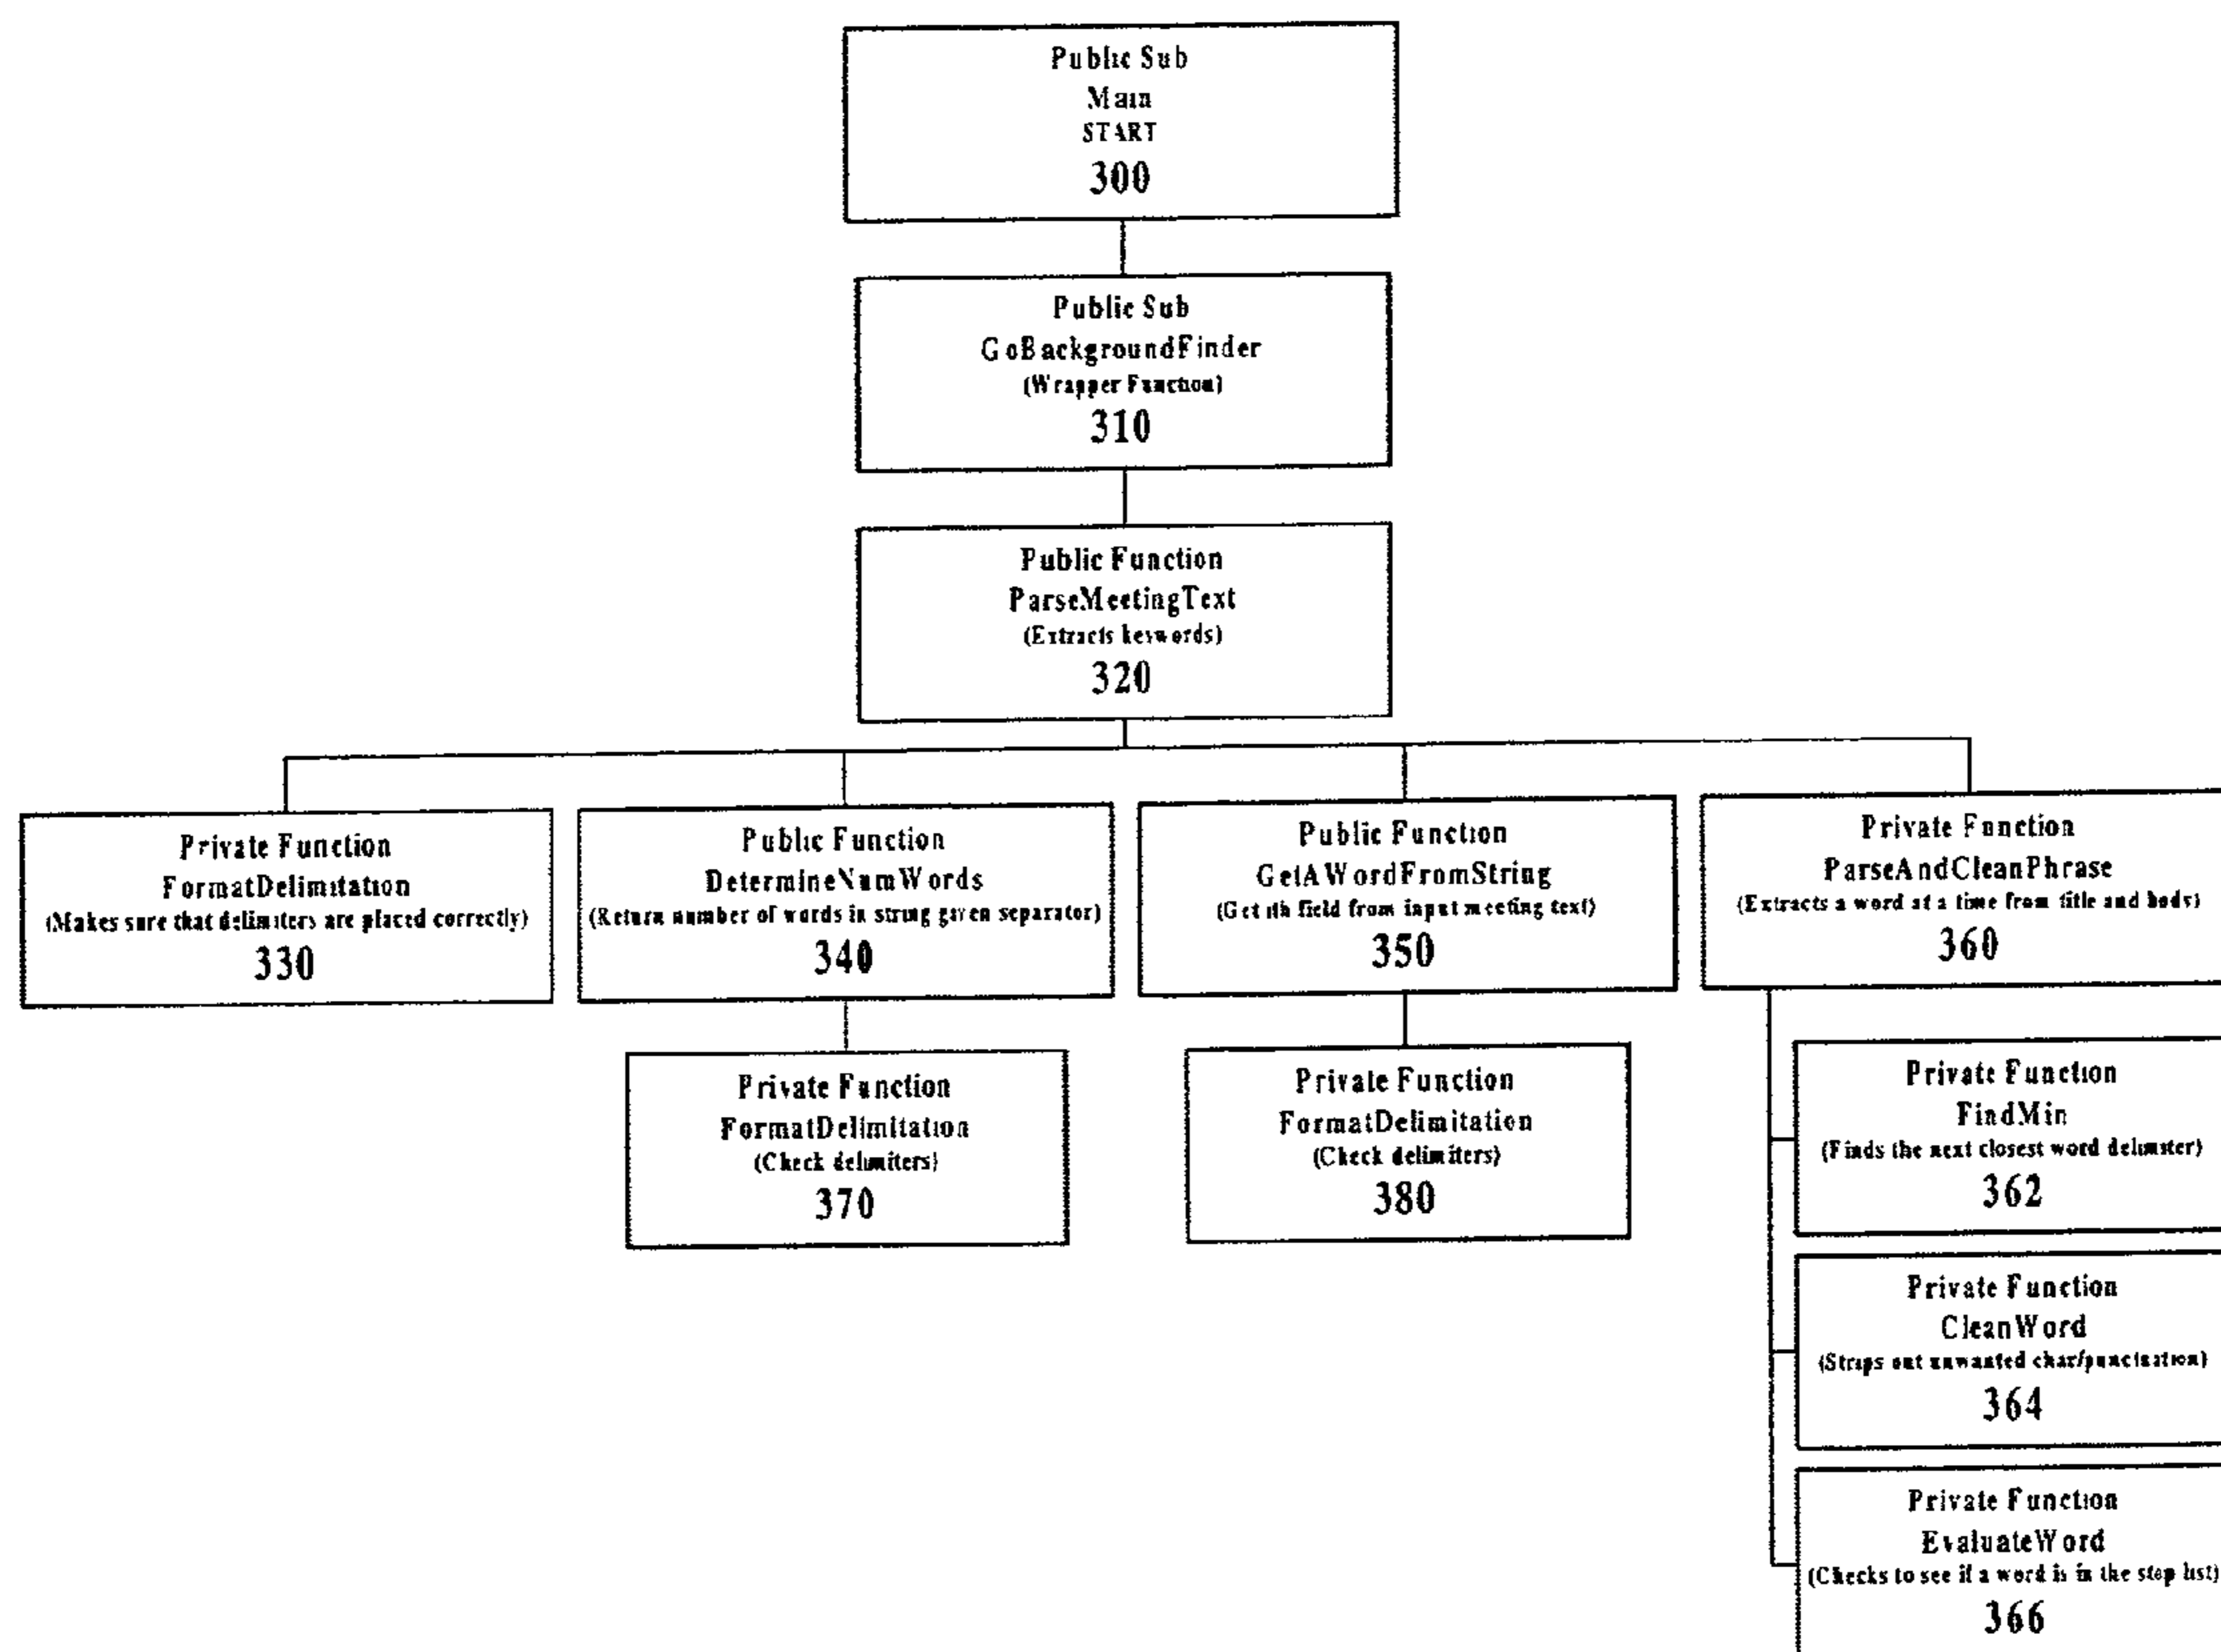 Public Sub
Main
START
300
Public Sub
GoBackgroundFinder
(Wrapper Function)
310
Public Function
ParseMeetingText
(Extracts keywords)
320
Private Function
FormatDelimitation
(Makes sure that delimiters are placed correctly)
330
Public Function
DetermineNumWords
(Return number of words in string given separator)
340
Public Function
GetAWordFromString
(Get ith field from input meeting text)
350
Private Function
ParseAndCleanPhrase
(Extracts a word at a time from title and body)
360
Private Function
FormatDelimitation
(Check delimiters)
370
Private Function
FormatDelimitation
(Check delimiters)
380
Private Function
FindMin
(Finds the next closest word delimiter)
362
Private Function
CleanWord
(Strips out unwanted char/punctuation)
364
Private Function
EvaluateWord
(Checks to see if a word is in the stop list)
366